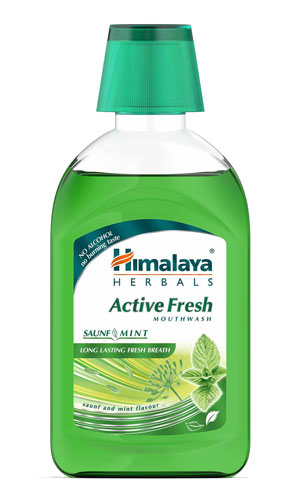 NO ALCOHOL
no burning taste
Himalaya®
HERBALS
Active Fresh
MOUTHWASH
SAUNF MINT
LONG LASTING FRESH BREATH
saunf and mint flavour